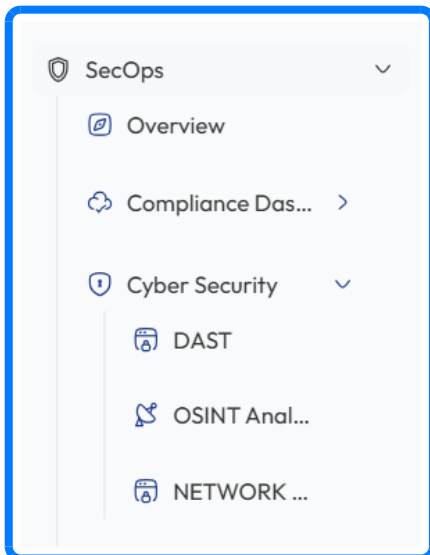 SecOps
Overview
Compliance Das...
Cyber Security
DAST
OSINT Anal...
NETWORK ...